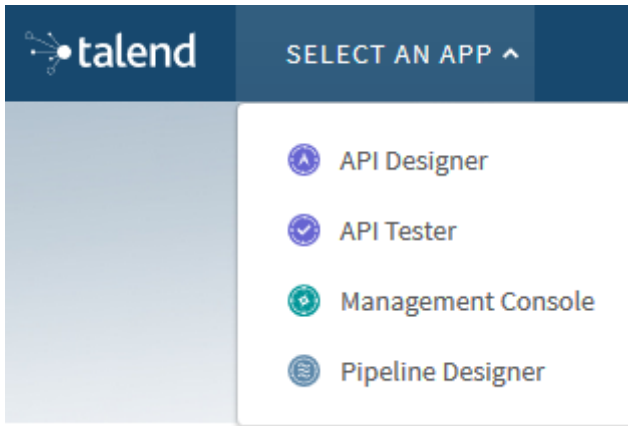 talend
SELECT AN APP
API Designer
API Tester
Management Console
Pipeline Designer